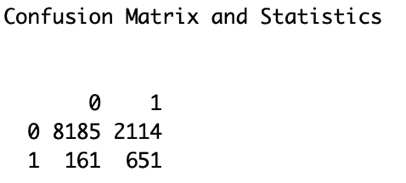 Confusion Matrix and Statistics
0 1
0 8185 2114
1 161 651